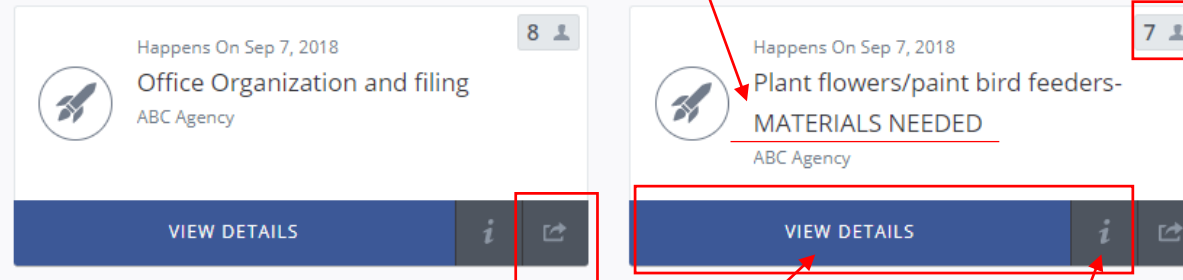 8
Happens On Sep 7, 2018
Office Organization and filing
ABC Agency
VIEW DETAILS
i
7
Happens On Sep 7, 2018
Plant flowers/paint bird feeders-
MATERIALS NEEDED
ABC Agency
VIEW DETAILS
i